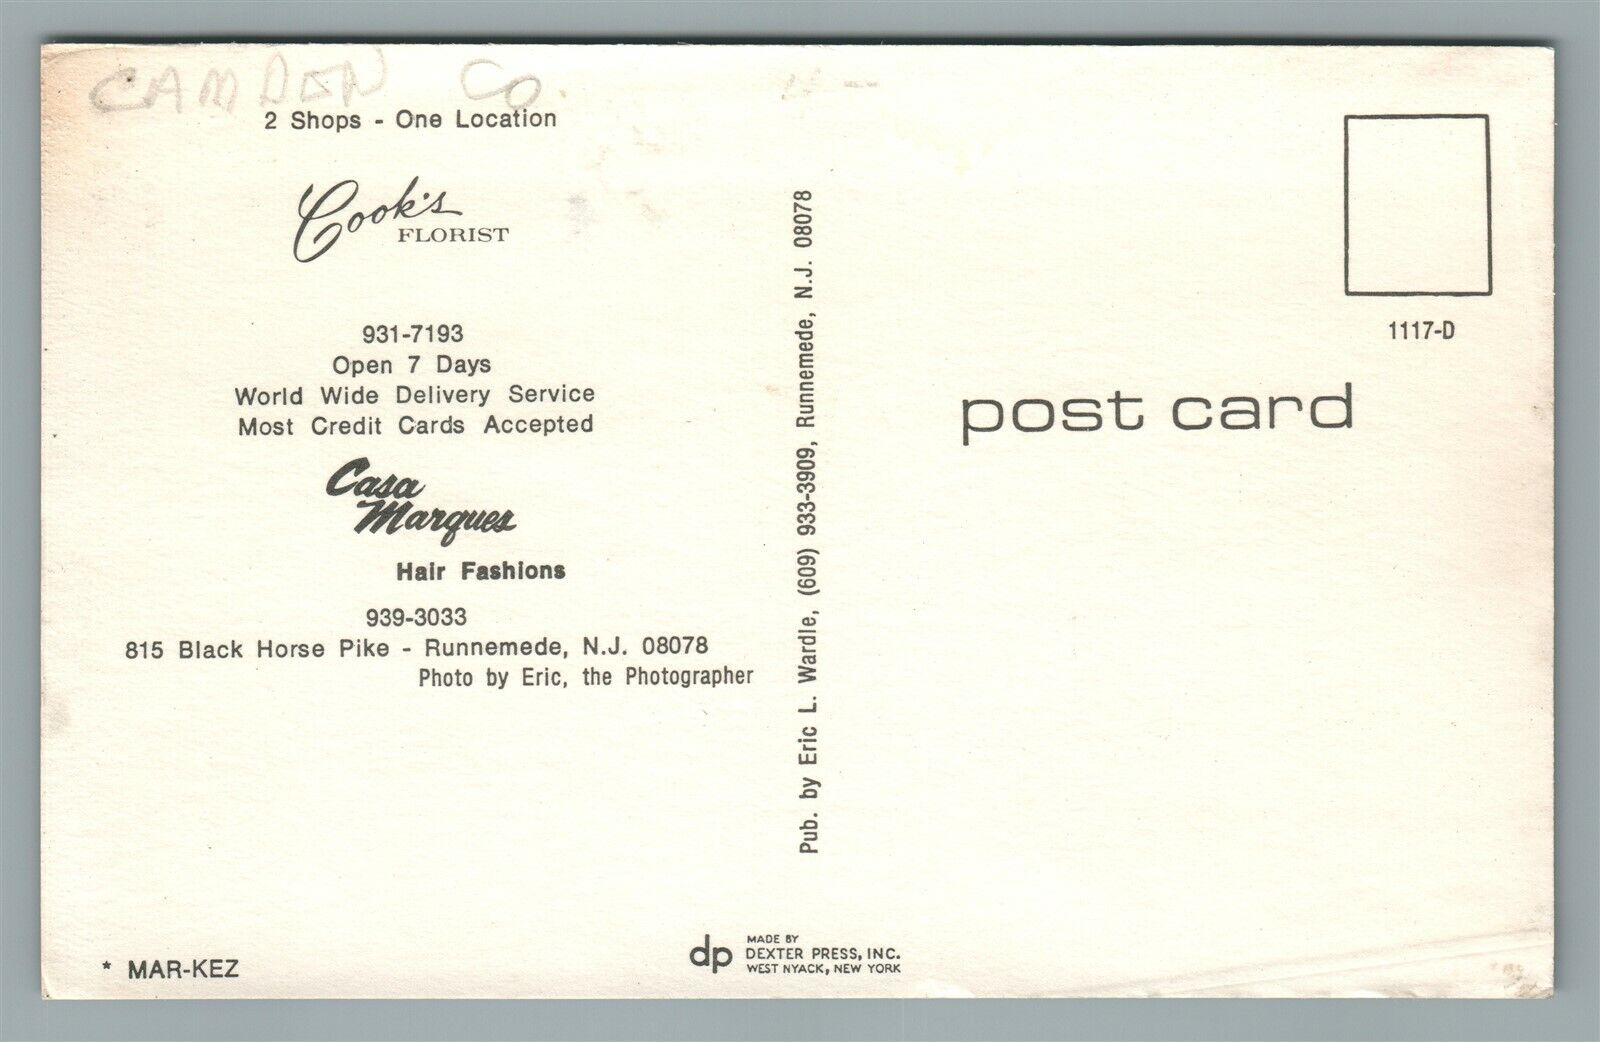 CAMDEN CO.
2 Shops - One Location
Cook's
FLORIST
931-7193
Open 7 Days
World Wide Delivery Service
Most Credit Cards Accepted
Casa
Marques
Hair Fashions
939-3033
815 Black Horse Pike - Runnemede, N.J. 08078
Photo by Eric, the Photographer
* MAR-KEZ
Pub. by Eric L. Wardle, (609) 933-3909, Runnemede, N.J. 08078
dp
MADE BY
DEXTER PRESS, INC.
WEST NYACK, NEW YORK
1117-D
post card